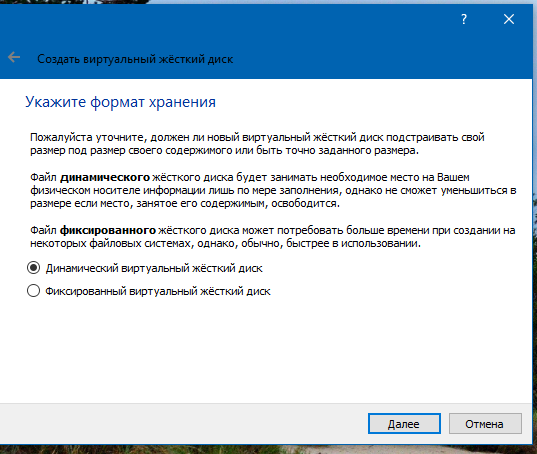 ?
Создать виртуальный жёсткий диск
Укажите формат хранения
Пожалуйста уточните, должен ли новый виртуальный жёсткий диск подстраивать свой
размер под размер своего содержимого или быть точно заданного размера.
Файл динамического жёсткого диска будет занимать необходимое место на Вашем
физическом носителе информации лишь по мере заполнения, однако не сможет уменьшиться в
размере если место, занятое его содержимым, освободится.
Файл фиксированного жёсткого диска может потребовать больше времени при создании на
некоторых файловых системах, однако, обычно, быстрее в использовании.
Динамический виртуальный жёсткий диск
Фиксированный виртуальный жёсткий диск
Далее Отмена